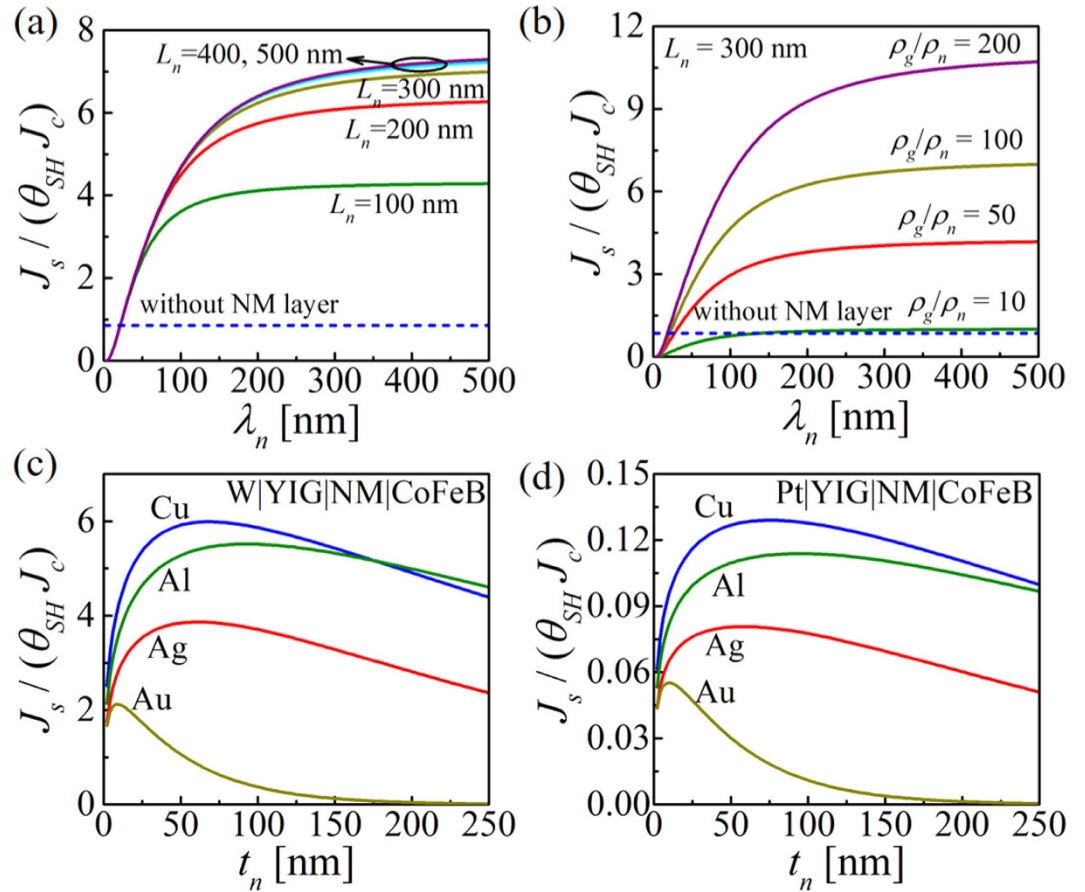 (a)
8
6
4
2
0
J_s / (θ_SH J_c)
L_n=400, 500 nm
L_n=300 nm
L_n=200 nm
L_n=100 nm
without NM layer
0 100 200 300 400 500
λ_n [nm]
(b)
12
9
6
3
0
J_s / (θ_SH J_c)
L_n = 300 nm
ρ_g/ρ_n = 200
ρ_g/ρ_n = 100
ρ_g/ρ_n = 50
without NM layer ρ_g/ρ_n = 10
0 100 200 300 400 500
λ_n [nm]
(c)
6
4
2
0
J_s / (θ_SH J_c)
W|YIG|NM|CoFeB
Cu
Al
Ag
Au
0 50 100 150 200 250
t_n [nm]
(d)
0.15
0.12
0.09
0.06
0.03
0.00
J_s / (θ_SH J_c)
Pt|YIG|NM|CoFeB
Cu
Al
Ag
Au
0 50 100 150 200 250
t_n [nm]